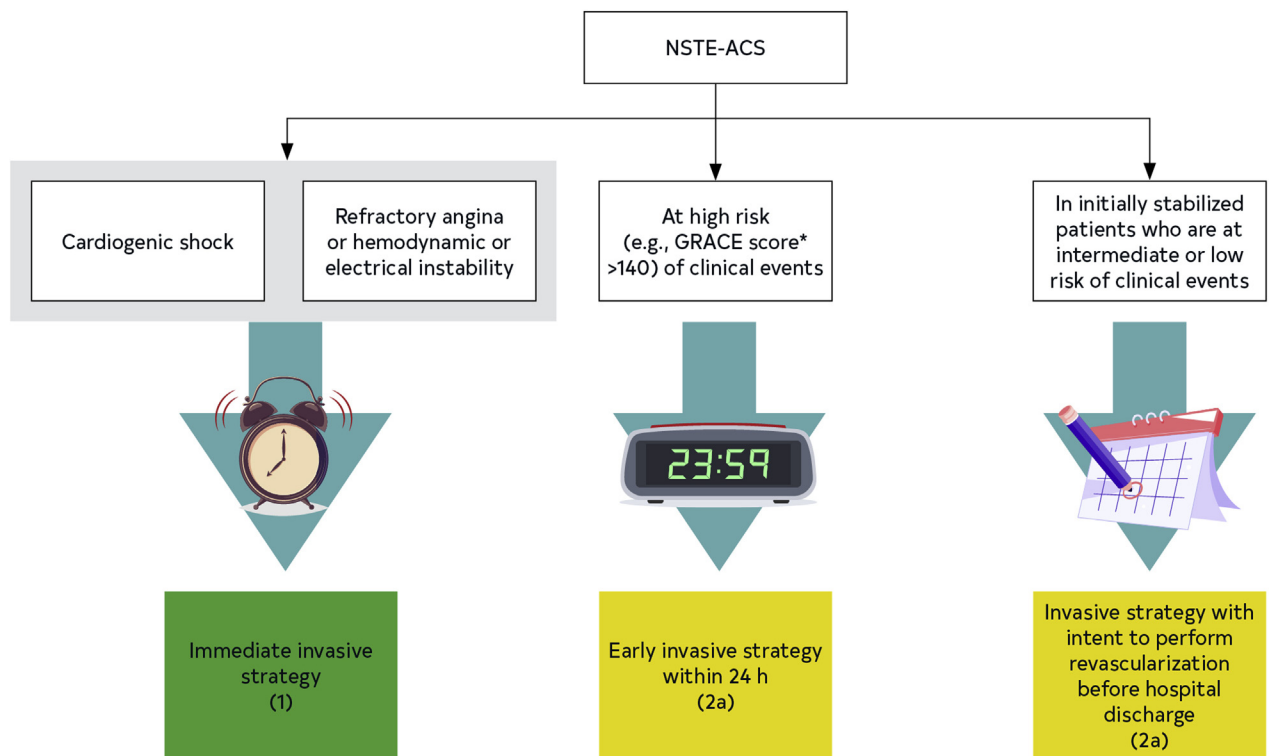 NSTE-ACS
Cardiogenic shock
Refractory angina
or hemodynamic or
electrical instability
At high risk
(e.g., GRACE score*
>140) of clinical events
In initially stabilized
patients who are at
intermediate or low
risk of clinical events
23:59
Immediate invasive
strategy
(1)
Early invasive strategy
within 24 h
(2a)
Invasive strategy with
intent to perform
revascularization
before hospital
discharge
(2a)